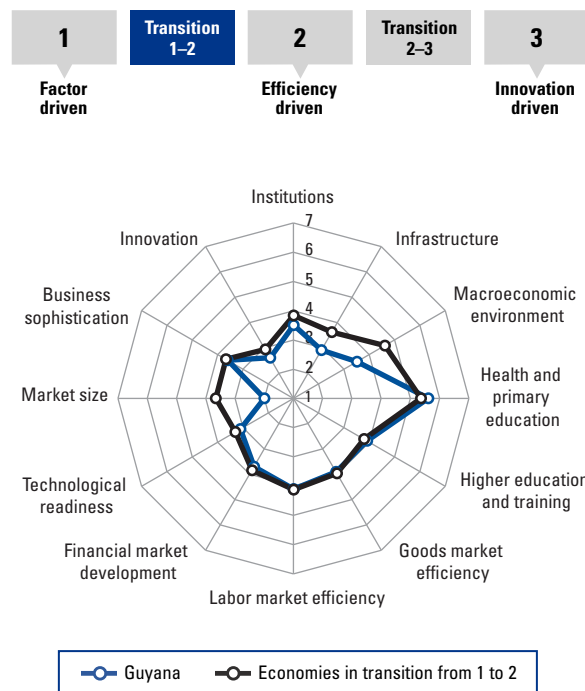 1
Transition
1–2
2
Transition
2–3
3
Factor
driven
Efficiency
driven
Innovation
driven
Institutions
7
6
5
4
3
2
1
Infrastructure
Macroeconomic
environment
Health and
primary
education
Higher education
and training
Goods market
efficiency
Labor market efficiency
Financial market
development
Technological
readiness
Market size
Business
sophistication
Innovation
Guyana
Economies in transition from 1 to 2